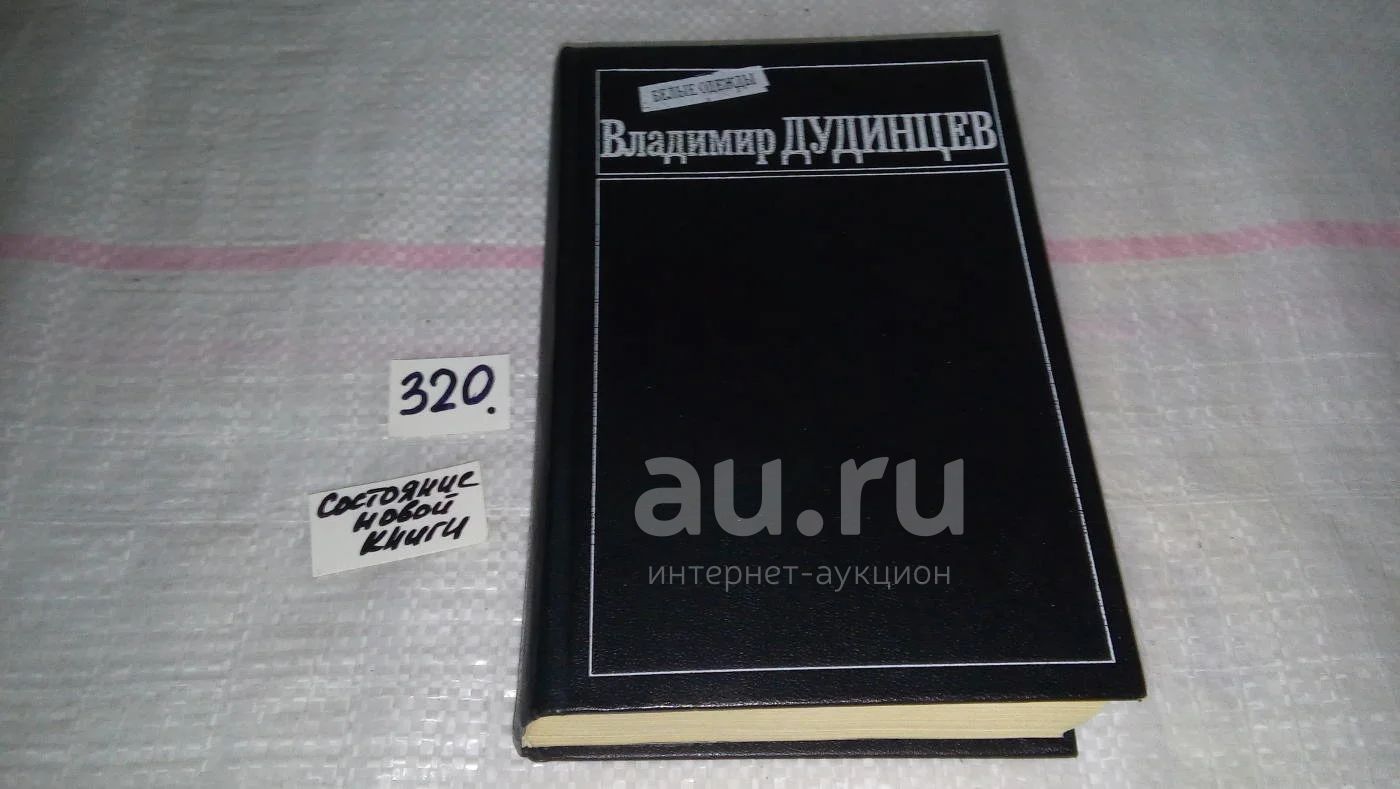 БЕЛЫЕ ОДЕЖДЫ
Владимир ДУДИНЦЕВ
320.
Состояние
новой
книги
au.ru
интернет-аукцион